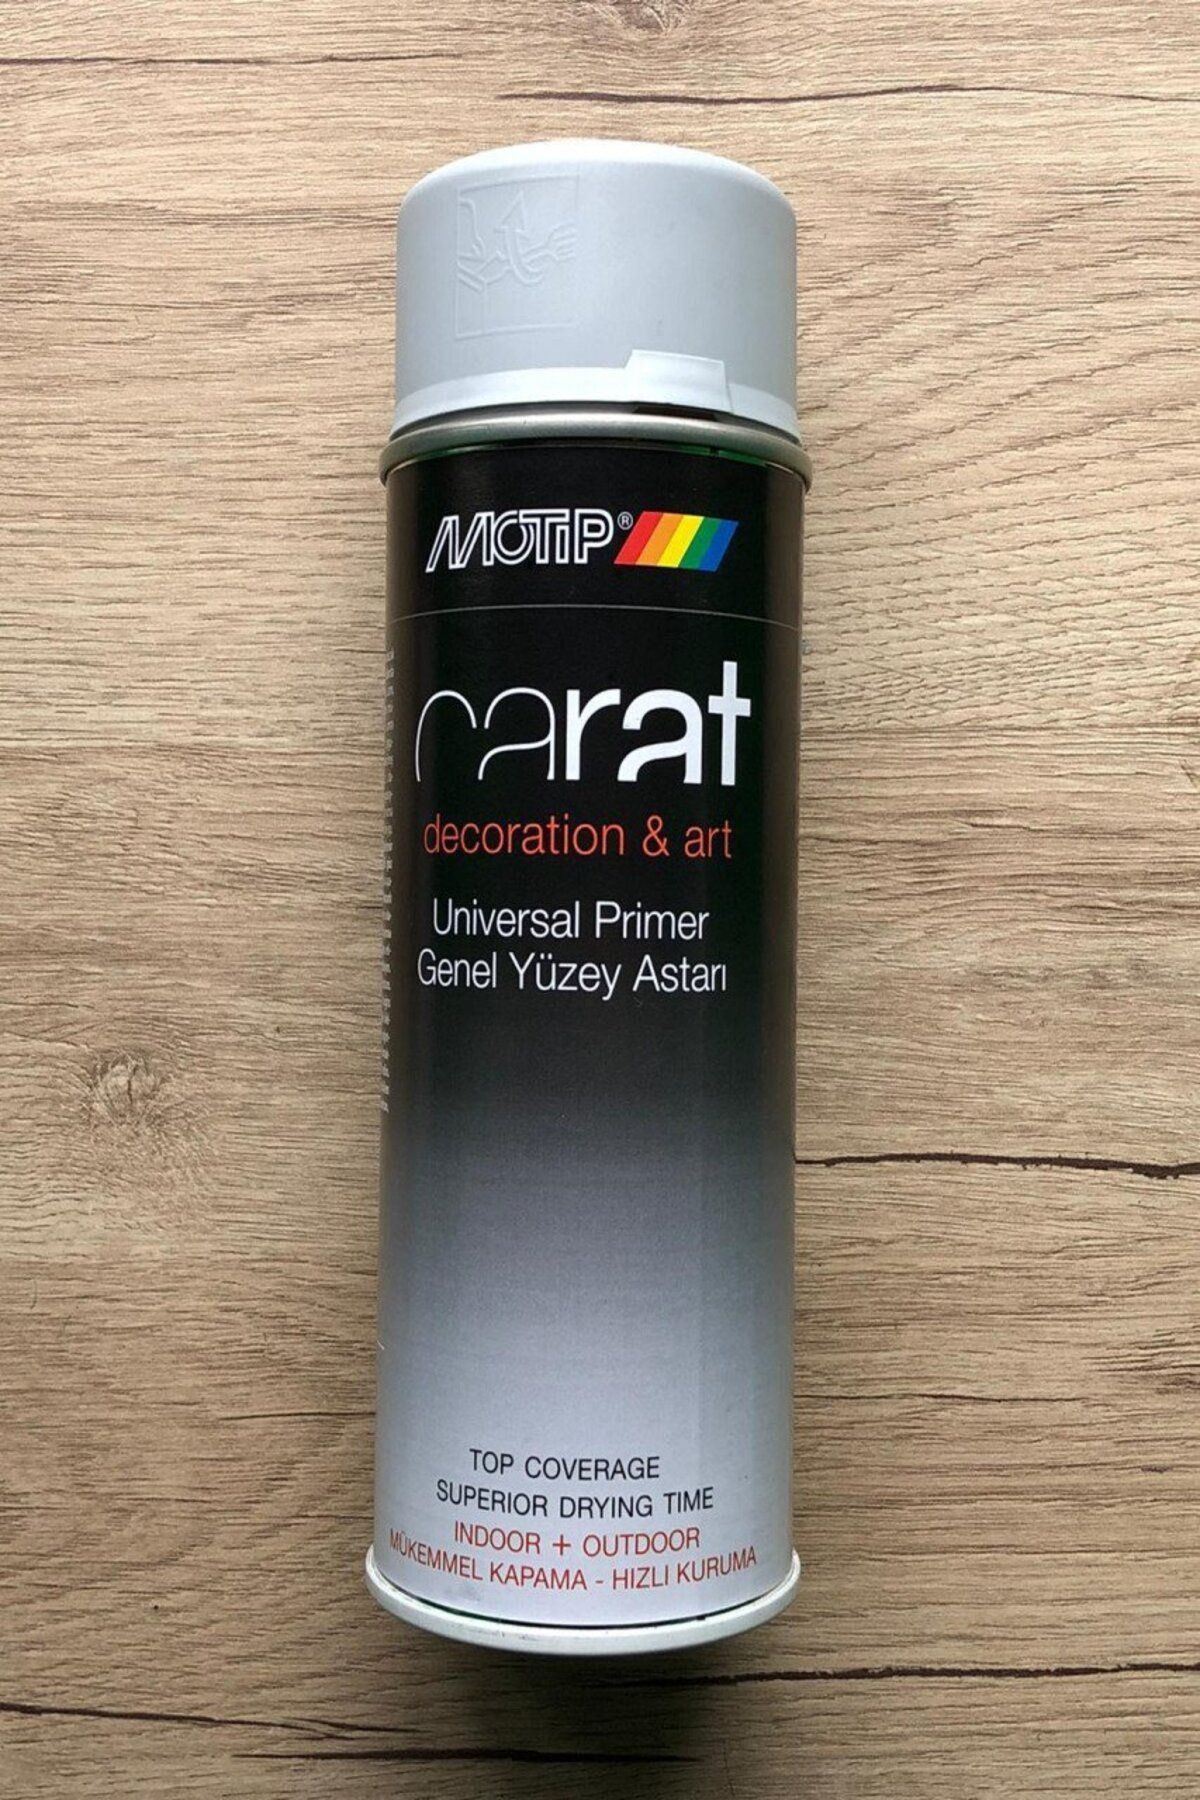 MOTIP®
carat
decoration & art
Universal Primer
Genel Yüzey Astarı
TOP COVERAGE
SUPERIOR DRYING TIME
INDOOR + OUTDOOR
MÜKEMMEL KAPAMA - HIZLI KURUMA